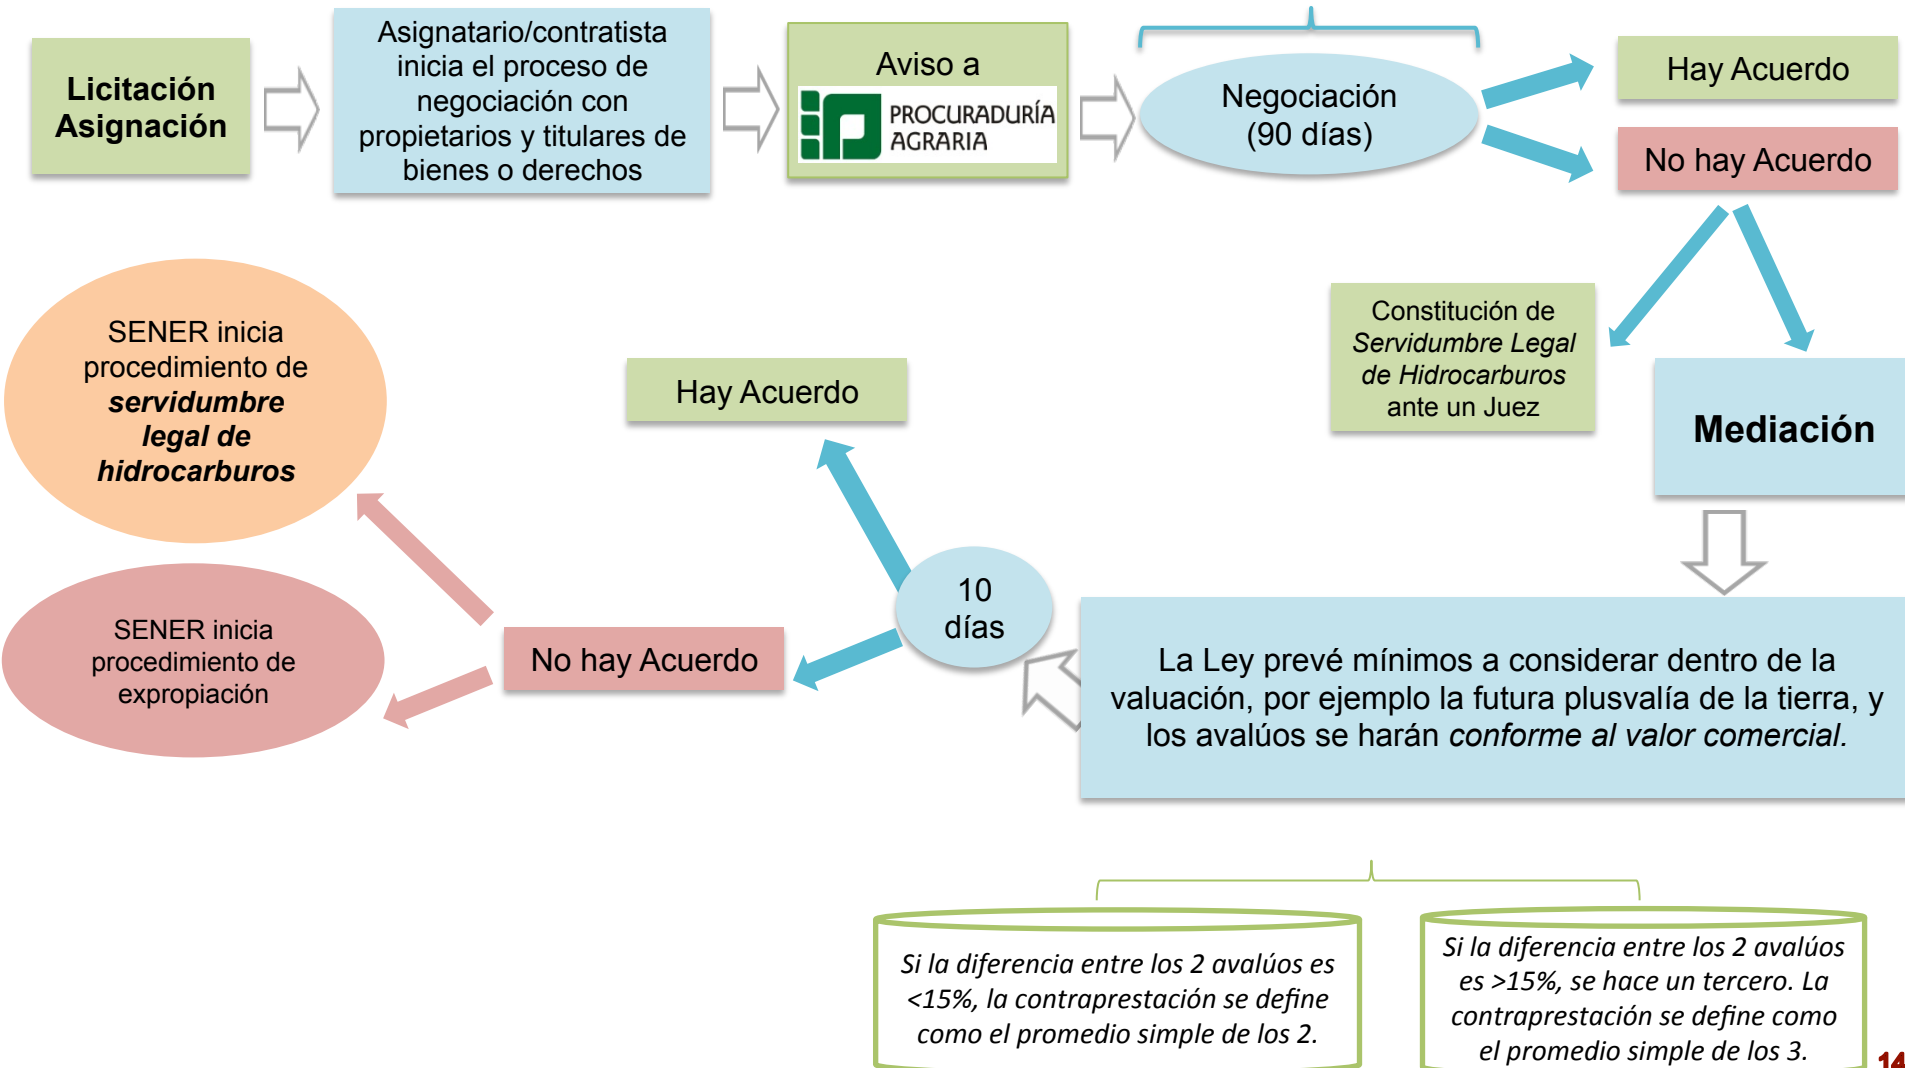 Licitación
Asignación
Asignatario/contratista
inicia el proceso de
negociación con
propietarios y titulares de
bienes o derechos
Aviso a
PROCURADURÍA
AGRARIA
Negociación
(90 días)
Hay Acuerdo
No hay Acuerdo
Constitución de
Servidumbre Legal
de Hidrocarburos
ante un Juez
Mediación
La Ley prevé mínimos a considerar dentro de la
valuación, por ejemplo la futura plusvalía de la tierra, y
los avalúos se harán conforme al valor comercial.
10
días
Hay Acuerdo
No hay Acuerdo
SENER inicia
procedimiento de
servidumbre
legal de
hidrocarburos
SENER inicia
procedimiento de
expropiación
Si la diferencia entre los 2 avalúos es
<15%, la contraprestación se define
como el promedio simple de los 2.
Si la diferencia entre los 2 avalúos
es >15%, se hace un tercero. La
contraprestación se define como
el promedio simple de los 3.
14